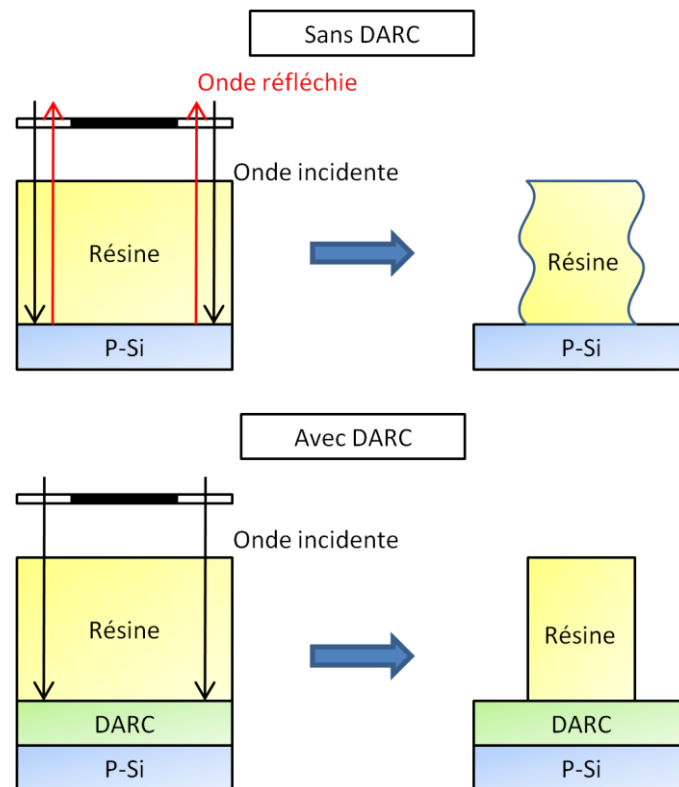 Sans DARC
Onde réfléchie
Onde incidente
Résine
Résine
P-Si
P-Si
Avec DARC
Onde incidente
Résine
Résine
DARC
DARC
P-Si
P-Si